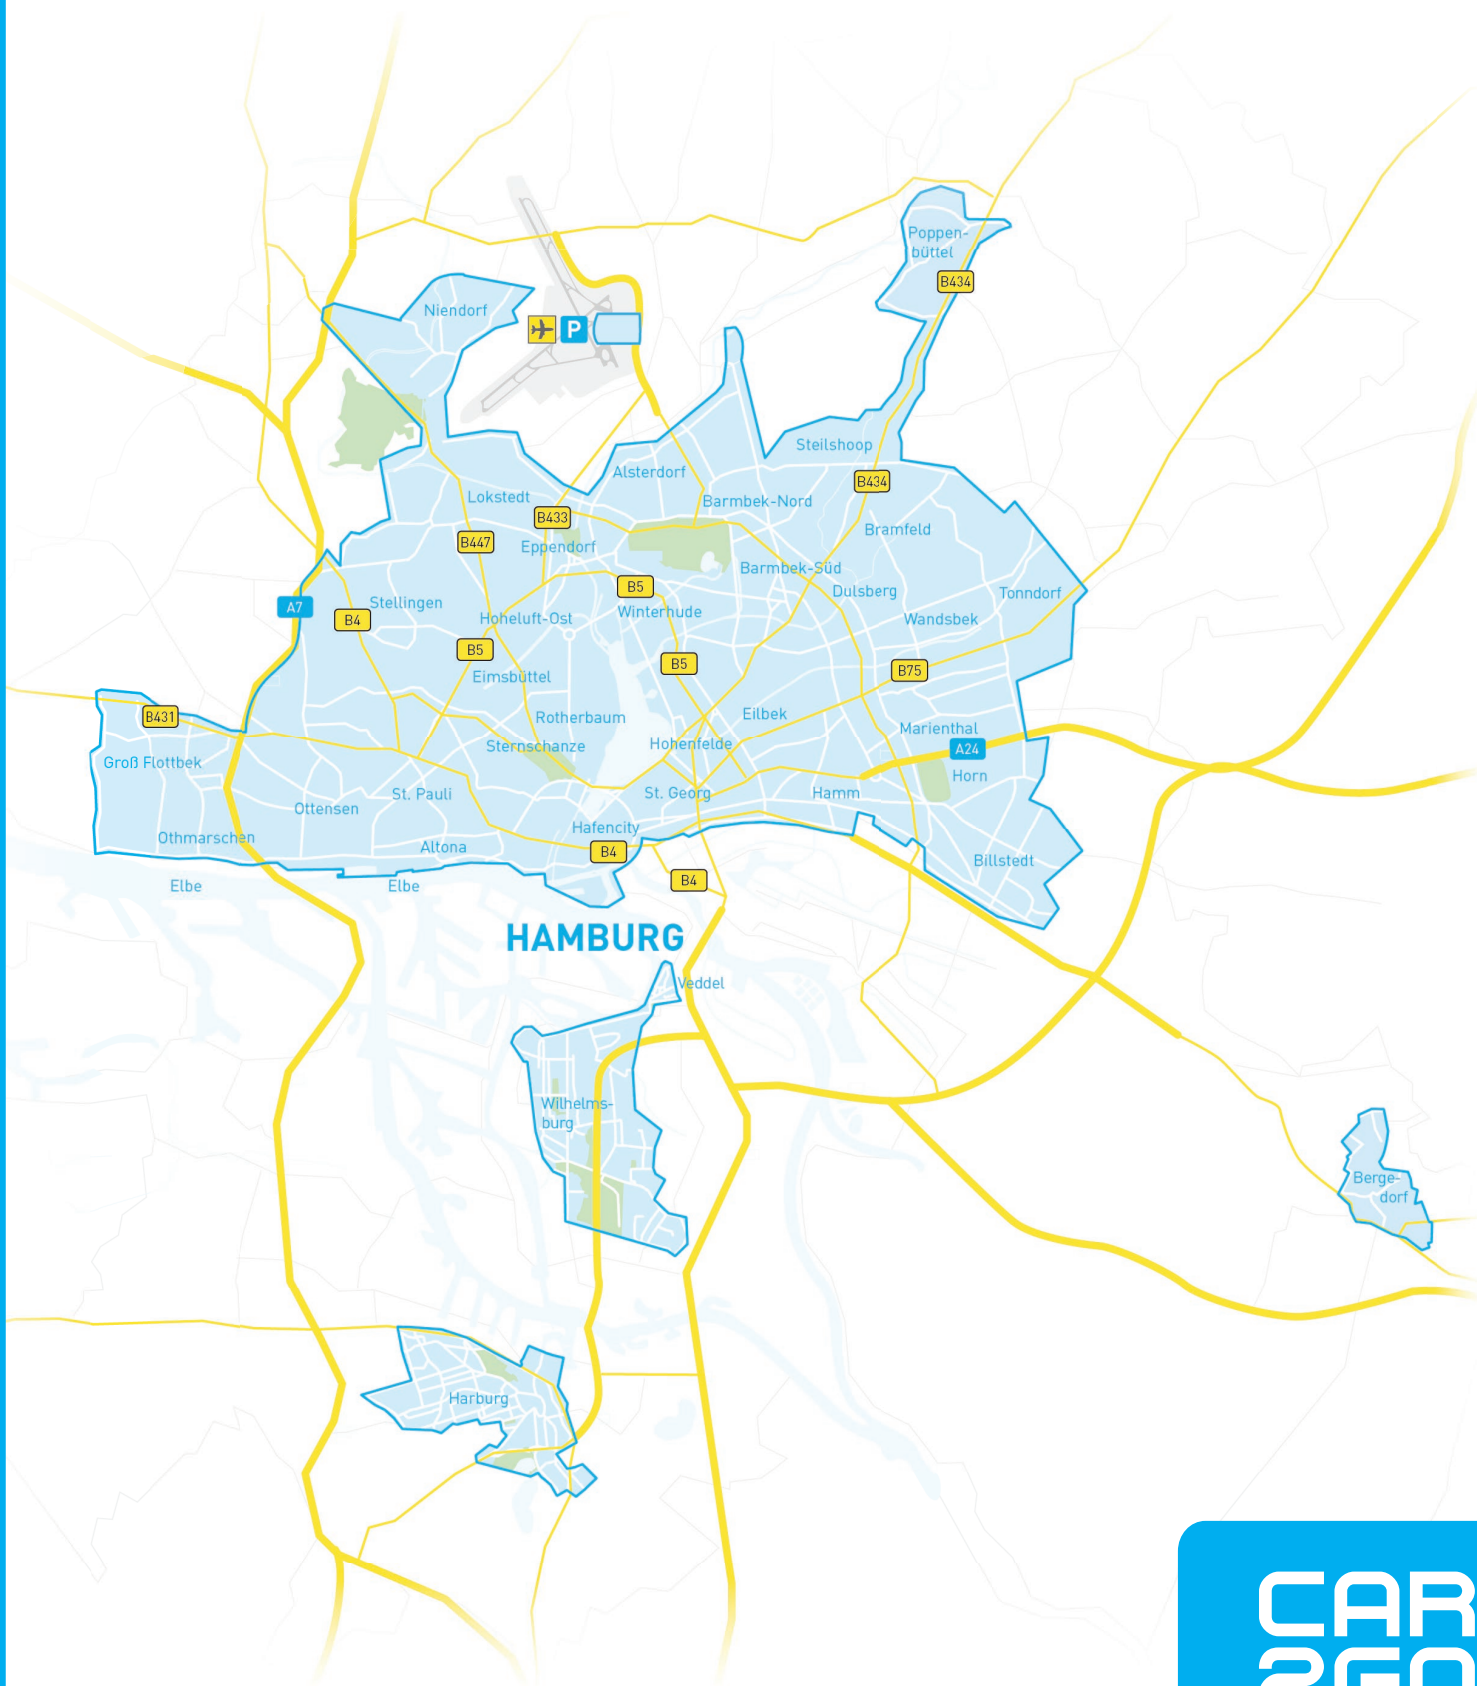 Poppen-
büttel
B434
Niendorf
P
Steilshoop
Alsterdorf
B434
Lokstedt
Barmbek-Nord
B433
Bramfeld
B447
Eppendorf
Barmbek-Süd
B5
Dulsberg
Tonndorf
A7
Stellingen
Winterhude
B4
Hoheluft-Ost
Wandsbek
B5
B5
B75
Eimsbüttel
B431
Rotherbaum
Eilbek
Marienthal
Sternschanze
Hohenfelde
A24
Groß Flottbek
Horn
St. Pauli
St. Georg
Hamm
Ottensen
Hafencity
Othmarschen
Altona
B4
Billstedt
Elbe
Elbe
B4
HAMBURG
Veddel
Wilhelms-
burg
Berge-
dorf
Harburg
CAR
2GO